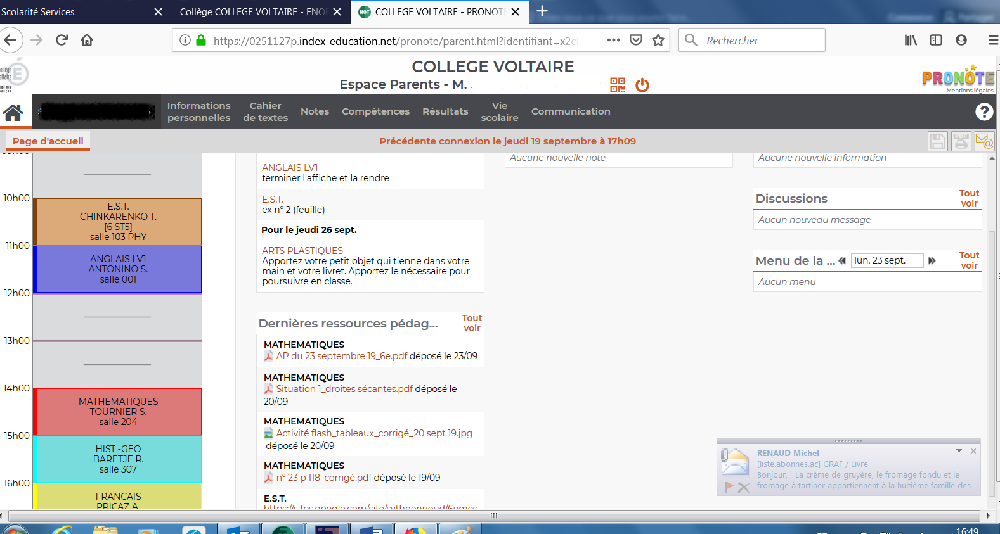 Scolarité Services
Collège COLLEGE VOLTAIRE - ENOE
NOT COLLEGE VOLTAIRE - PRONOTE
https://0251127p.index-education.net/pronote/parent.html?identifiant=x2c
Rechercher
COLLEGE VOLTAIRE
Espace Parents - M.
PRONOTE
Mentions légales
Informations personnelles
Cahier de textes
Notes
Compétences
Résultats
Vie scolaire
Communication
?
Page d'accueil
Précédente connexion le jeudi 19 septembre à 17h09
PDF
10h00
E.S.T.
CHINKARENKO T.
[6 ST5]
salle 103 PHY
11h00
ANGLAIS LV1
ANTONINO S.
salle 001
12h00
13h00
14h00
MATHEMATIQUES
TOURNIER S.
salle 204
15h00
HIST -GEO
BARETJE R.
salle 307
16h00
FRANCAIS
PRICAZ A.
ANGLAIS LV1
terminer l'affiche et la rendre
E.S.T.
ex n° 2 (feuille)
Pour le jeudi 26 sept.
ARTS PLASTIQUES
Apportez votre petit objet qui tienne dans votre
main et votre livret. Apportez le nécessaire pour
poursuivre en classe.
Dernières ressources pédag...
Tout voir
MATHEMATIQUES
AP du 23 septembre 19_6e.pdf déposé le 23/09
MATHEMATIQUES
Situation 1_droites sécantes.pdf déposé le
20/09
MATHEMATIQUES
Activité flash_tableaux_corrigé_20 sept 19.jpg
déposé le 20/09
MATHEMATIQUES
n° 23 p 118_corrigé.pdf déposé le 19/09
E.S.T.
https://sites.google.com/site/svthhenrioud/6emes
Aucune nouvelle note
Aucune nouvelle information
Discussions
Tout voir
Aucun nouveau message
Menu de la ...
lun. 23 sept.
Tout voir
Aucun menu
RENAUD Michel
[liste.abonnes.ac] GRAF / Livre
Bonjour, La crème de gruyère, le fromage fondu et le
fromage à tartiner appartiennent à la huitième famille des
16:49